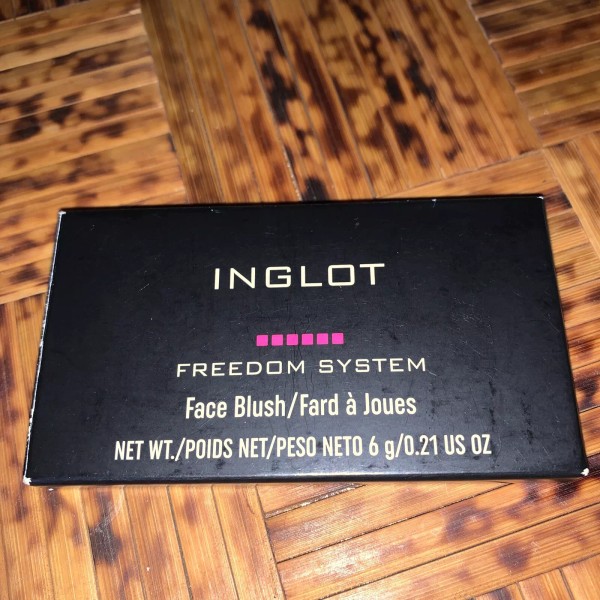 INGLOT
FREEDOM SYSTEM
Face Blush/Fard à Joues
NET WT./POIDS NET/PESO NETO 6 g/0.21 US OZ